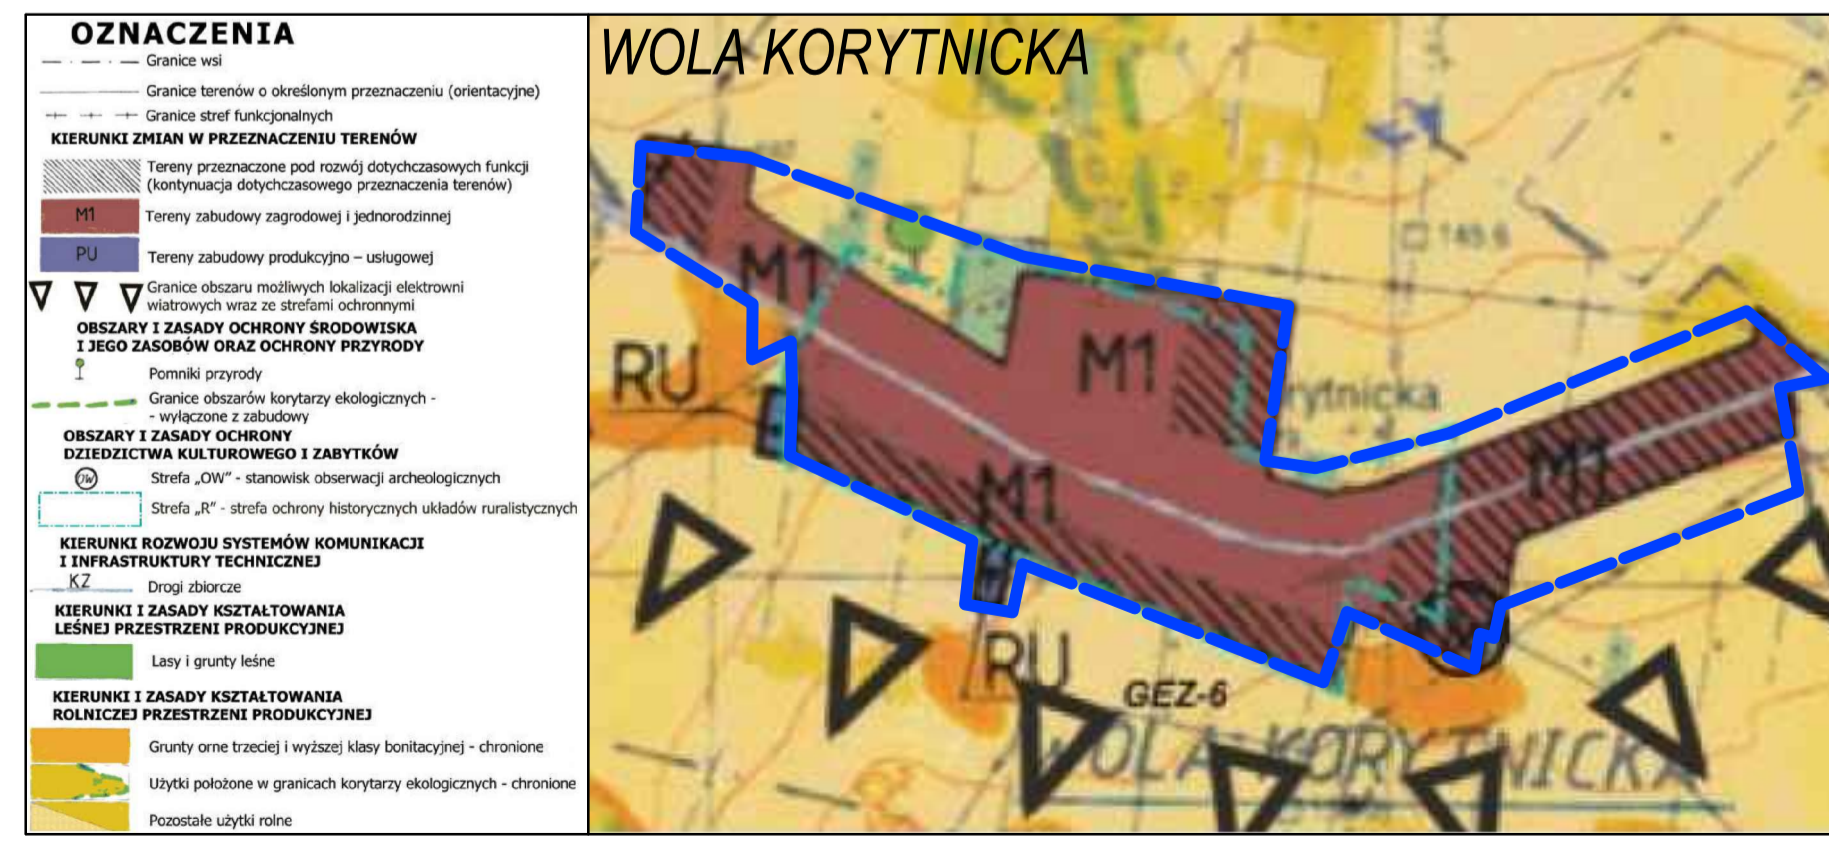 OZNACZENIA
Granice wsi
Granice terenów o określonym przeznaczeniu (orientacyjne)
Granice stref funkcjonalnych
KIERUNKI ZMIAN W PRZEZNACZENIU TERENÓW
Tereny przeznaczone pod rozwój dotychczasowych funkcji
(kontynuacja dotychczasowego przeznaczenia terenów)
M1
Tereny zabudowy zagrodowej i jednorodzinnej
PU
Tereny zabudowy produkcyjno – usługowej
Granice obszaru możliwych lokalizacji elektrowni
wiatrowych wraz ze strefami ochronnymi
OBSZARY I ZASADY OCHRONY ŚRODOWISKA
I JEGO ZASOBÓW ORAZ OCHRONY PRZYRODY
Pomniki przyrody
Granice obszarów korytarzy ekologicznych -
- wyłączone z zabudowy
OBSZARY I ZASADY OCHRONY
DZIEDZICTWA KULTUROWEGO I ZABYTKÓW
OW
Strefa „OW” - stanowisk obserwacji archeologicznych
Strefa „R” - strefa ochrony historycznych układów ruralistycznych
KIERUNKI ROZWOJU SYSTEMÓW KOMUNIKACJI
I INFRASTRUKTURY TECHNICZNEJ
KZ
Drogi zbiorcze
KIERUNKI I ZASADY KSZTAŁTOWANIA
LEŚNEJ PRZESTRZENI PRODUKCYJNEJ
Lasy i grunty leśne
KIERUNKI I ZASADY KSZTAŁTOWANIA
ROLNICZEJ PRZESTRZENI PRODUKCYJNEJ
Grunty orne trzeciej i wyższej klasy bonitacyjnej - chronione
Użytki położone w granicach korytarzy ekologicznych - chronione
Pozostałe użytki rolne
WOLA KORYTNICKA
M1
145.6
RU
M1
rytnicka
M1
M1
RU
GEZ-6
WOLA KORYTNICKA